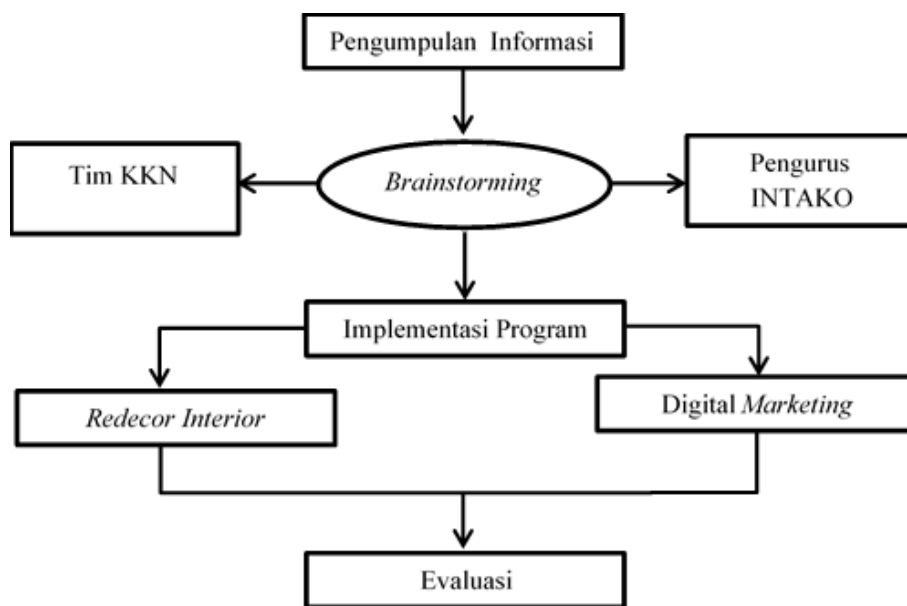 Pengumpulan Informasi
Tim KKN
Brainstorming
Pengurus
INTAKO
Implementasi Program
Redecor Interior
Digital Marketing
Evaluasi